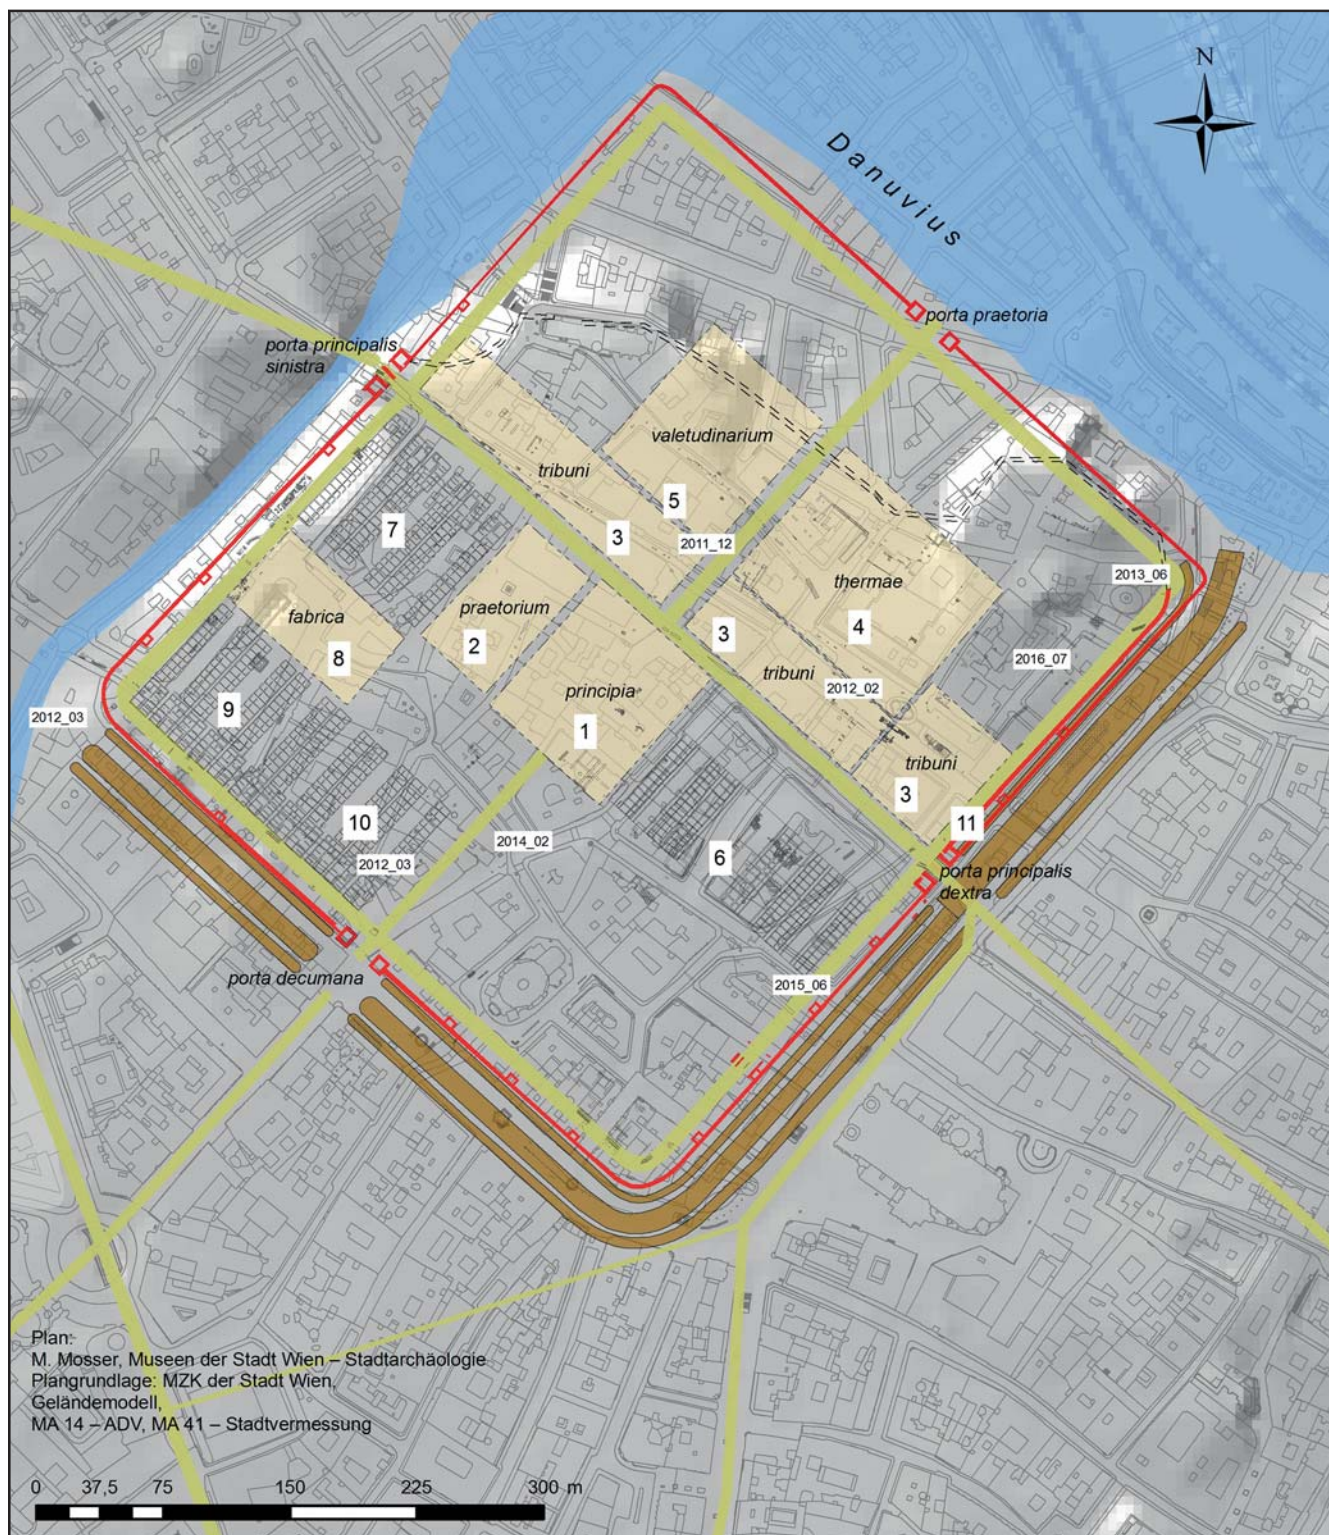 N
Danuvius
porta praetoria
porta principalis
sinistra
valetudinarium
tribuni
5
7
3
2011_12
thermae
2013_06
praetorium
fabrica
2
3
4
2016_07
8
tribuni
2012_02
principia
9
1
2012_03
tribuni
3
10
11
2014_02
2012_03
6
porta principalis
dextra
porta decumana
2015_06
Plan:
M. Mosser, Museen der Stadt Wien – Stadtarchäologie
Plangrundlage: MZK der Stadt Wien,
Geländemodell,
MA 14 – ADV, MA 41 – Stadtvermessung
0 37,5 75 150 225 300 m